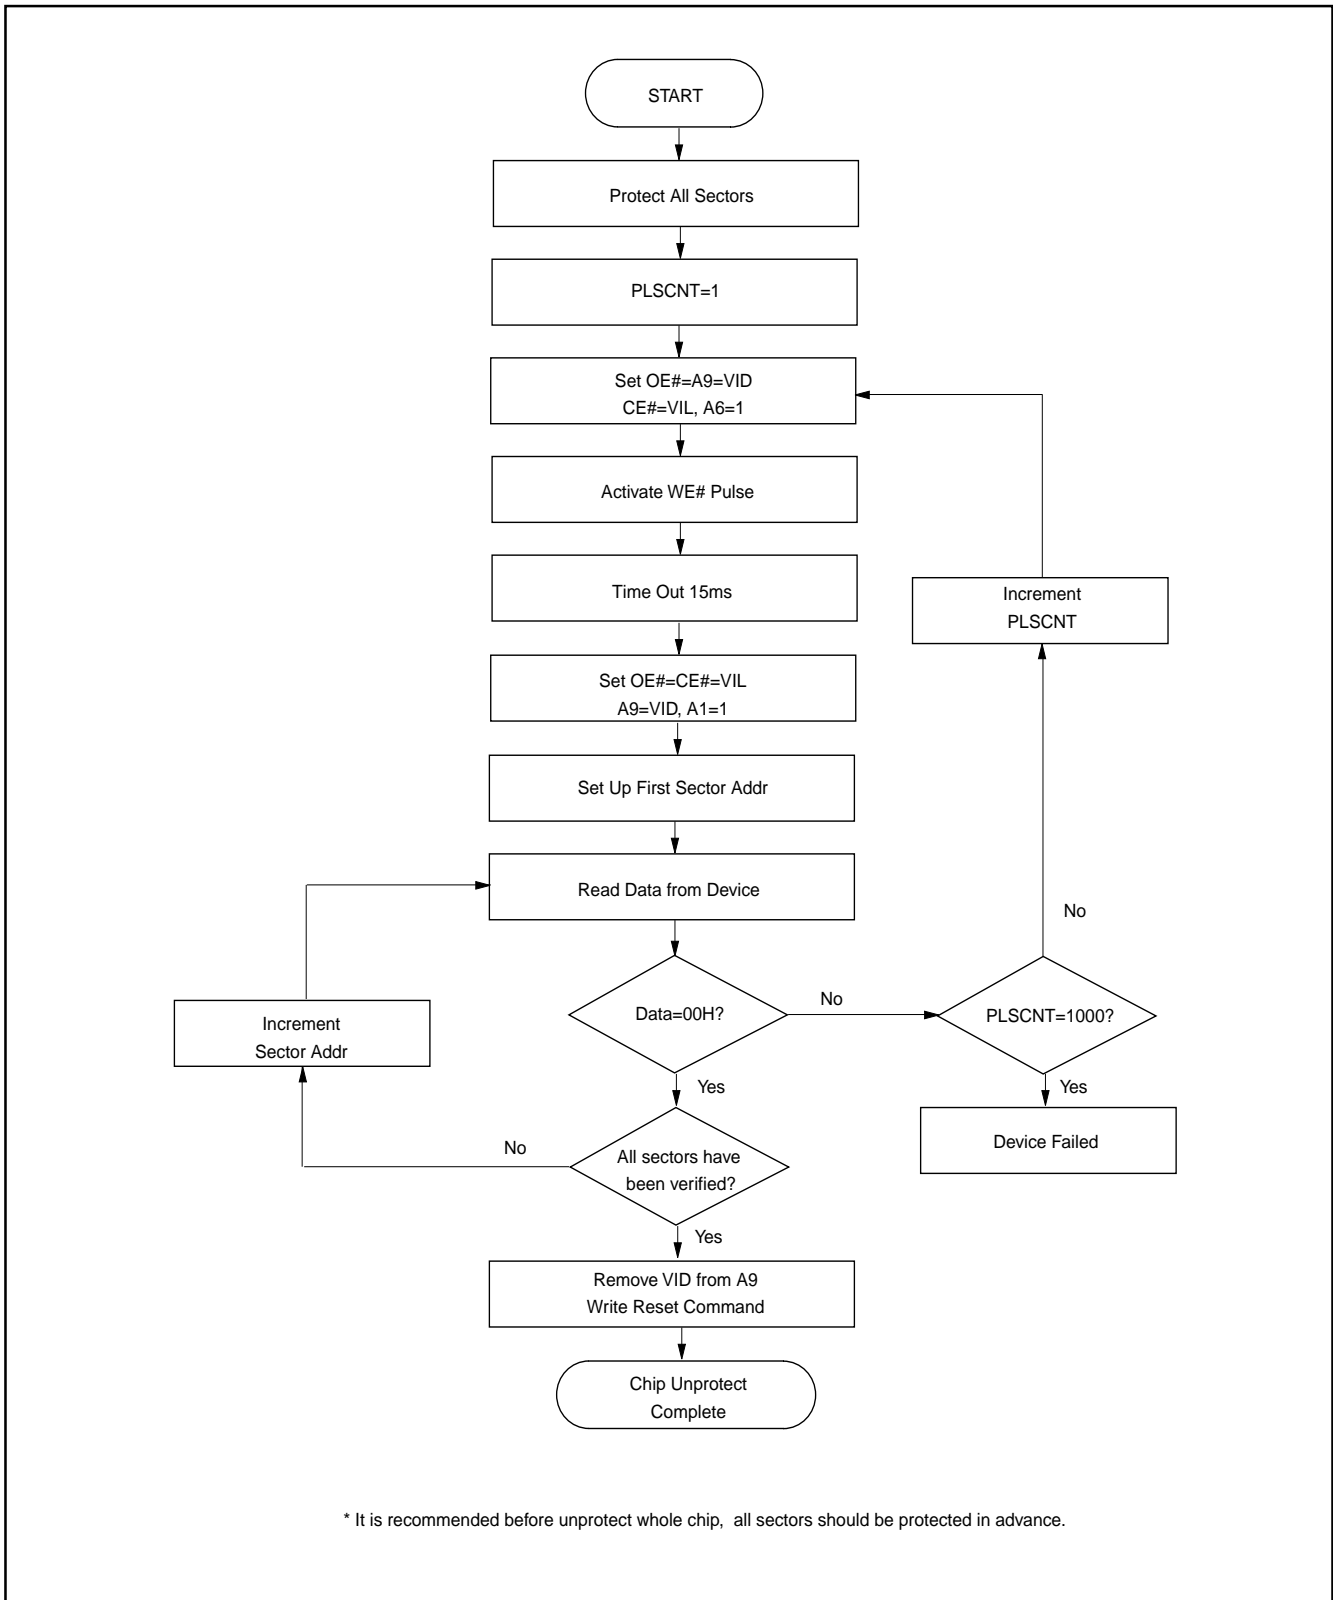 START
Protect All Sectors
PLSCNT=1
Set OE#=A9=VID
CE#=VIL, A6=1
Activate WE# Pulse
Time Out 15ms
Increment
PLSCNT
Set OE#=CE#=VIL
A9=VID, A1=1
Set Up First Sector Addr
Read Data from Device
No
Data=00H?
No
PLSCNT=1000?
Increment
Sector Addr
Yes
Yes
Device Failed
No
All sectors have
been verified?
Yes
Remove VID from A9
Write Reset Command
Chip Unprotect
Complete
* It is recommended before unprotect whole chip, all sectors should be protected in advance.